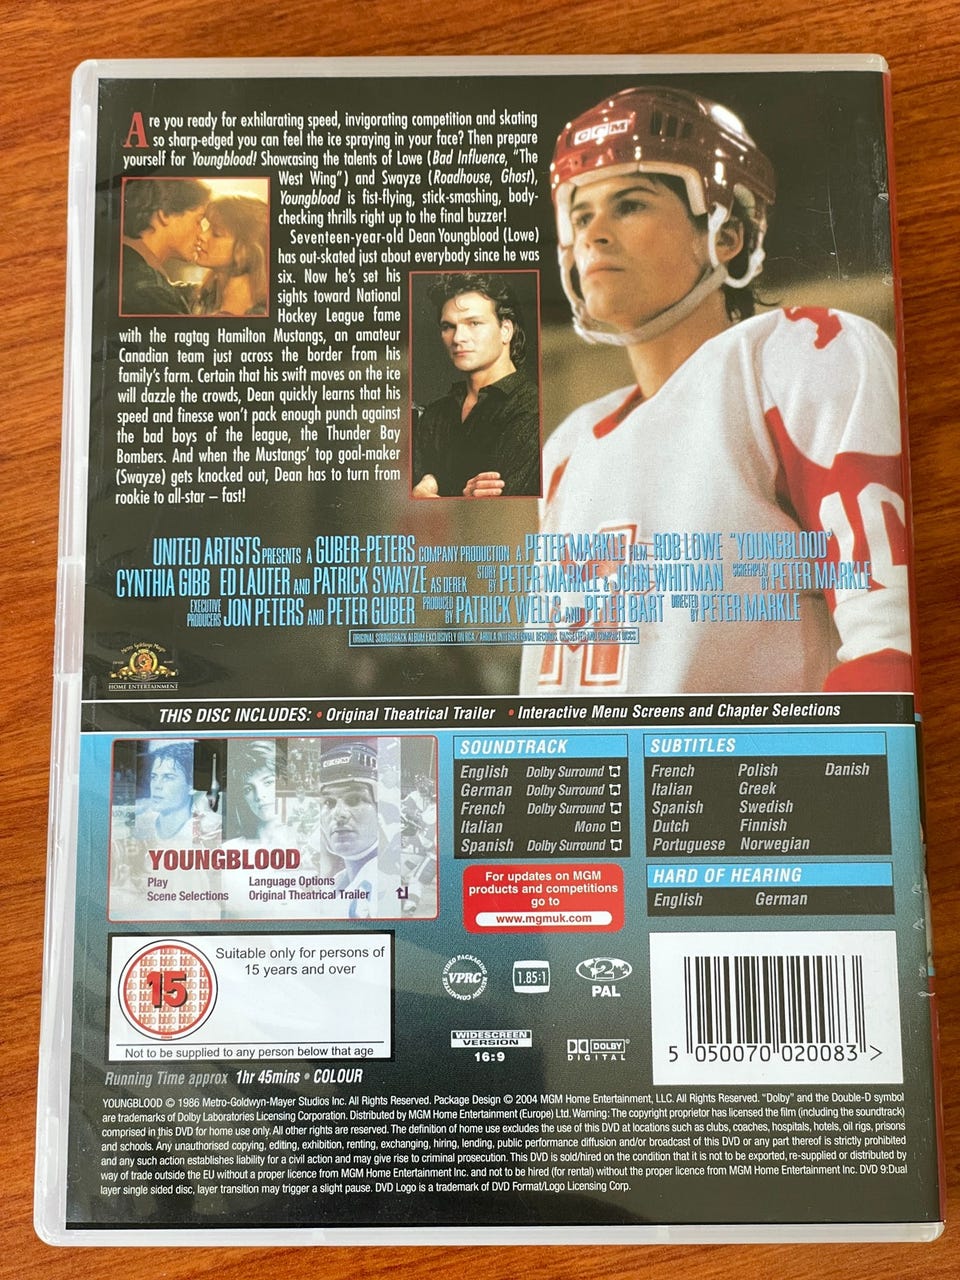 Are you ready for exhilarating speed, invigorating competition and skating
so sharp-edged you can feel the ice spraying in your face? Then prepare
yourself for Youngblood! Showcasing the talents of Lowe (Bad Influence, "The
West Wing") and Swayze (Roadhouse, Ghost),
Youngblood is fist-flying, stick-smashing, body-
checking thrills right up to the final buzzer!
Seventeen-year-old Dean Youngblood (Lowe)
has out-skated just about everybody since he was
six. Now he's set his
sights toward National
Hockey League fame
with the ragtag Hamilton Mustangs, an amateur
Canadian team just across the border from his
family's farm. Certain that his swift moves on the ice
will dazzle the crowds, Dean quickly learns that his
speed and finesse won't pack enough punch against
the bad boys of the league, the Thunder Bay
Bombers. And when the Mustangs' top goal-maker
(Swayze) gets knocked out, Dean has to turn from
rookie to all-star – fast!
CCM
10
M
UNITED ARTISTS PRESENTS A GUBER-PETERS COMPANY PRODUCTION A PETER MARKLE FILM ROB LOWE "YOUNGBLOOD"
CYNTHIA GIBB ED LAUTER AND PATRICK SWAYZE AS DEREK STORY BY PETER MARKLE & JOHN WHITMAN SCREENPLAY BY PETER MARKLE
EXECUTIVE PRODUCERS JON PETERS AND PETER GUBER PRODUCED BY PATRICK WELLS AND PETER BART DIRECTED BY PETER MARKLE
ORIGINAL SOUNDTRACK ALBUM EXCLUSIVELY ON RCA / ARIOLA INTERNATIONAL RECORDS, CASSETTES AND COMPACT DISCS
HOME ENTERTAINMENT
THIS DISC INCLUDES: • Original Theatrical Trailer • Interactive Menu Screens and Chapter Selections
CCM
YOUNGBLOOD
Play
Language Options
Scene Selections
Original Theatrical Trailer
SOUNDTRACK
English Dolby Surround
German Dolby Surround
French Dolby Surround
Italian Mono
Spanish Dolby Surround
SUBTITLES
French Polish Danish
Italian Greek
Spanish Swedish
Dutch Finnish
Portuguese Norwegian
For updates on MGM
products and competitions
go to
www.mgmuk.com
HARD OF HEARING
English German
15
Suitable only for persons of
15 years and over
Not to be supplied to any person below that age
VIDEO PACKAGING REVIEW COMMITTEE
VPRC
1.85:1
2
PAL
WIDESCREEN
VERSION
16:9
DOLBY
DIGITAL
5 050070 020083 >
Running Time approx 1hr 45mins • COLOUR
YOUNGBLOOD © 1986 Metro-Goldwyn-Mayer Studios Inc. All Rights Reserved. Package Design © 2004 MGM Home Entertainment, LLC. All Rights Reserved. "Dolby" and the Double-D symbol
are trademarks of Dolby Laboratories Licensing Corporation. Distributed by MGM Home Entertainment (Europe) Ltd. Warning: The copyright proprietor has licensed the film (including the soundtrack)
comprised in this DVD for home use only. All other rights are reserved. The definition of home use excludes the use of this DVD at locations such as clubs, coaches, hospitals, hotels, oil rigs, prisons
and schools. Any unauthorised copying, editing, exhibition, renting, exchanging, hiring, lending, public performance diffusion and/or broadcast of this DVD or any part thereof is strictly prohibited
and any such action establishes liability for a civil action and may give rise to criminal prosecution. This DVD is sold/hired on the condition that it is not to be exported, re-supplied or distributed by
way of trade outside the EU without a proper licence from MGM Home Entertainment Inc. and not to be hired (for rental) without the proper licence from MGM Home Entertainment Inc. DVD 9:Dual
layer single sided disc, layer transition may trigger a slight pause. DVD Logo is a trademark of DVD Format/Logo Licensing Corp.